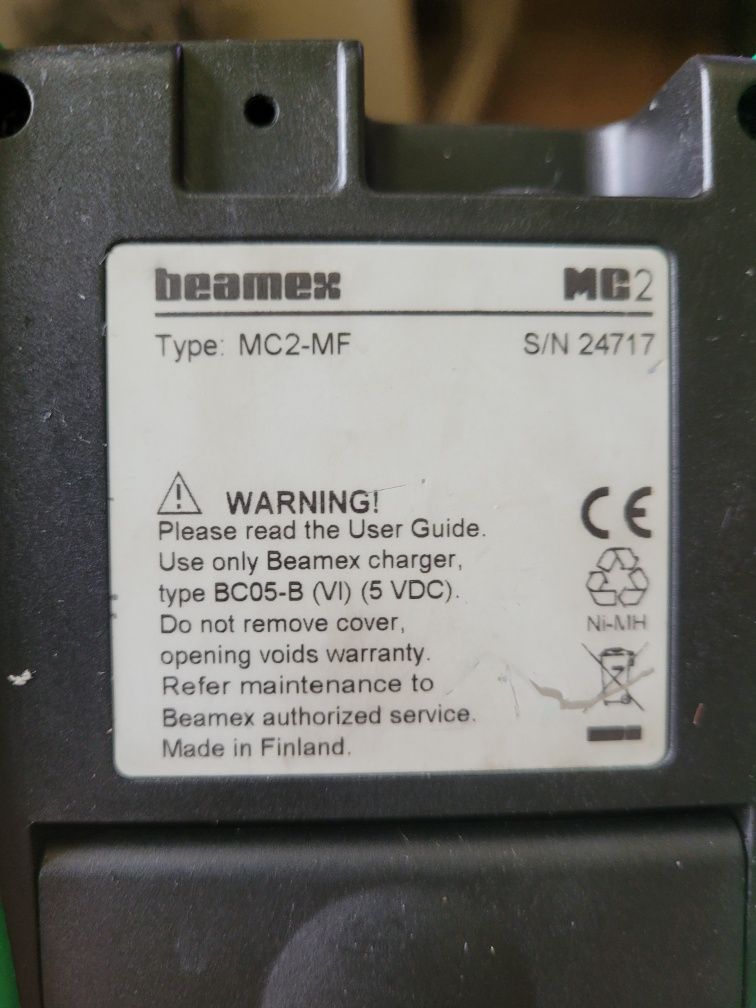 beamex MC2
Type: MC2-MF S/N 24717
WARNING!
Please read the User Guide.
Use only Beamex charger,
type BC05-B (VI) (5 VDC).
Do not remove cover,
opening voids warranty.
Refer maintenance to
Beamex authorized service.
Made in Finland.
CE
Ni-MH